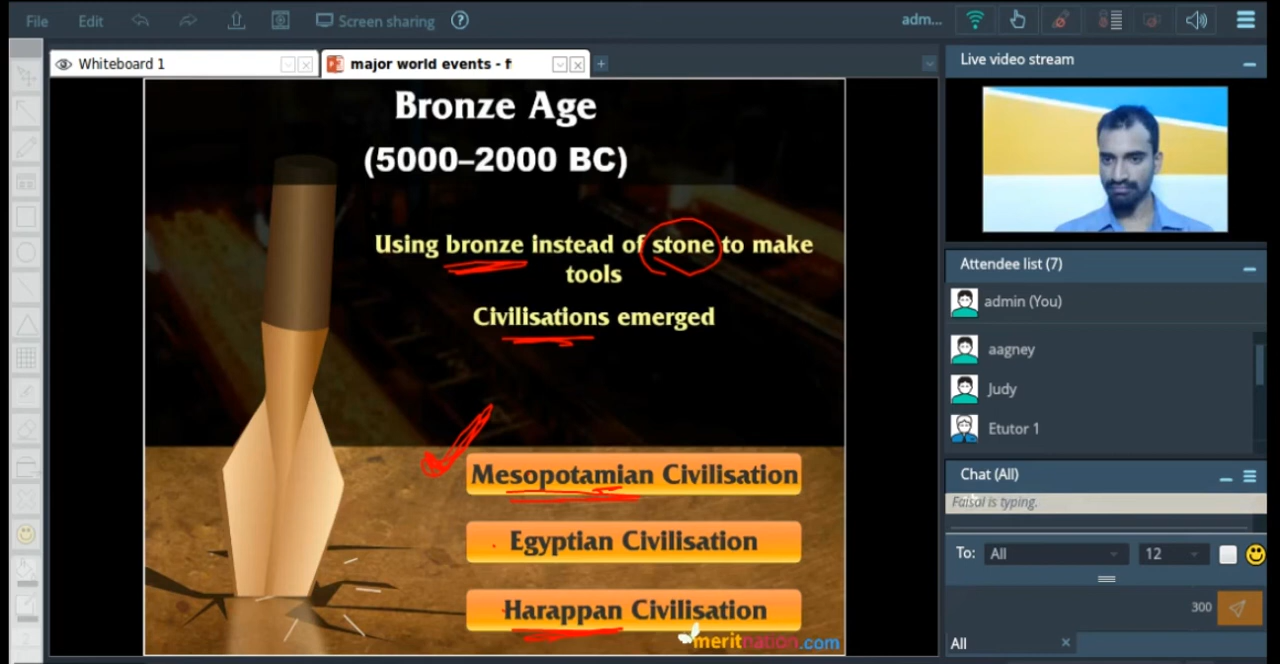 File Edit Screen sharing ? adm...
Whiteboard 1
major world events - f
Live video stream
Bronze Age
(5000–2000 BC)
Using bronze instead of stone to make
tools
Civilisations emerged
Mesopotamian Civilisation
Egyptian Civilisation
Harappan Civilisation
meritnation.com
Attendee list (7)
admin (You)
aagney
Judy
Etutor 1
Chat (All)
Faisal is typing.
To: All 12
300
All